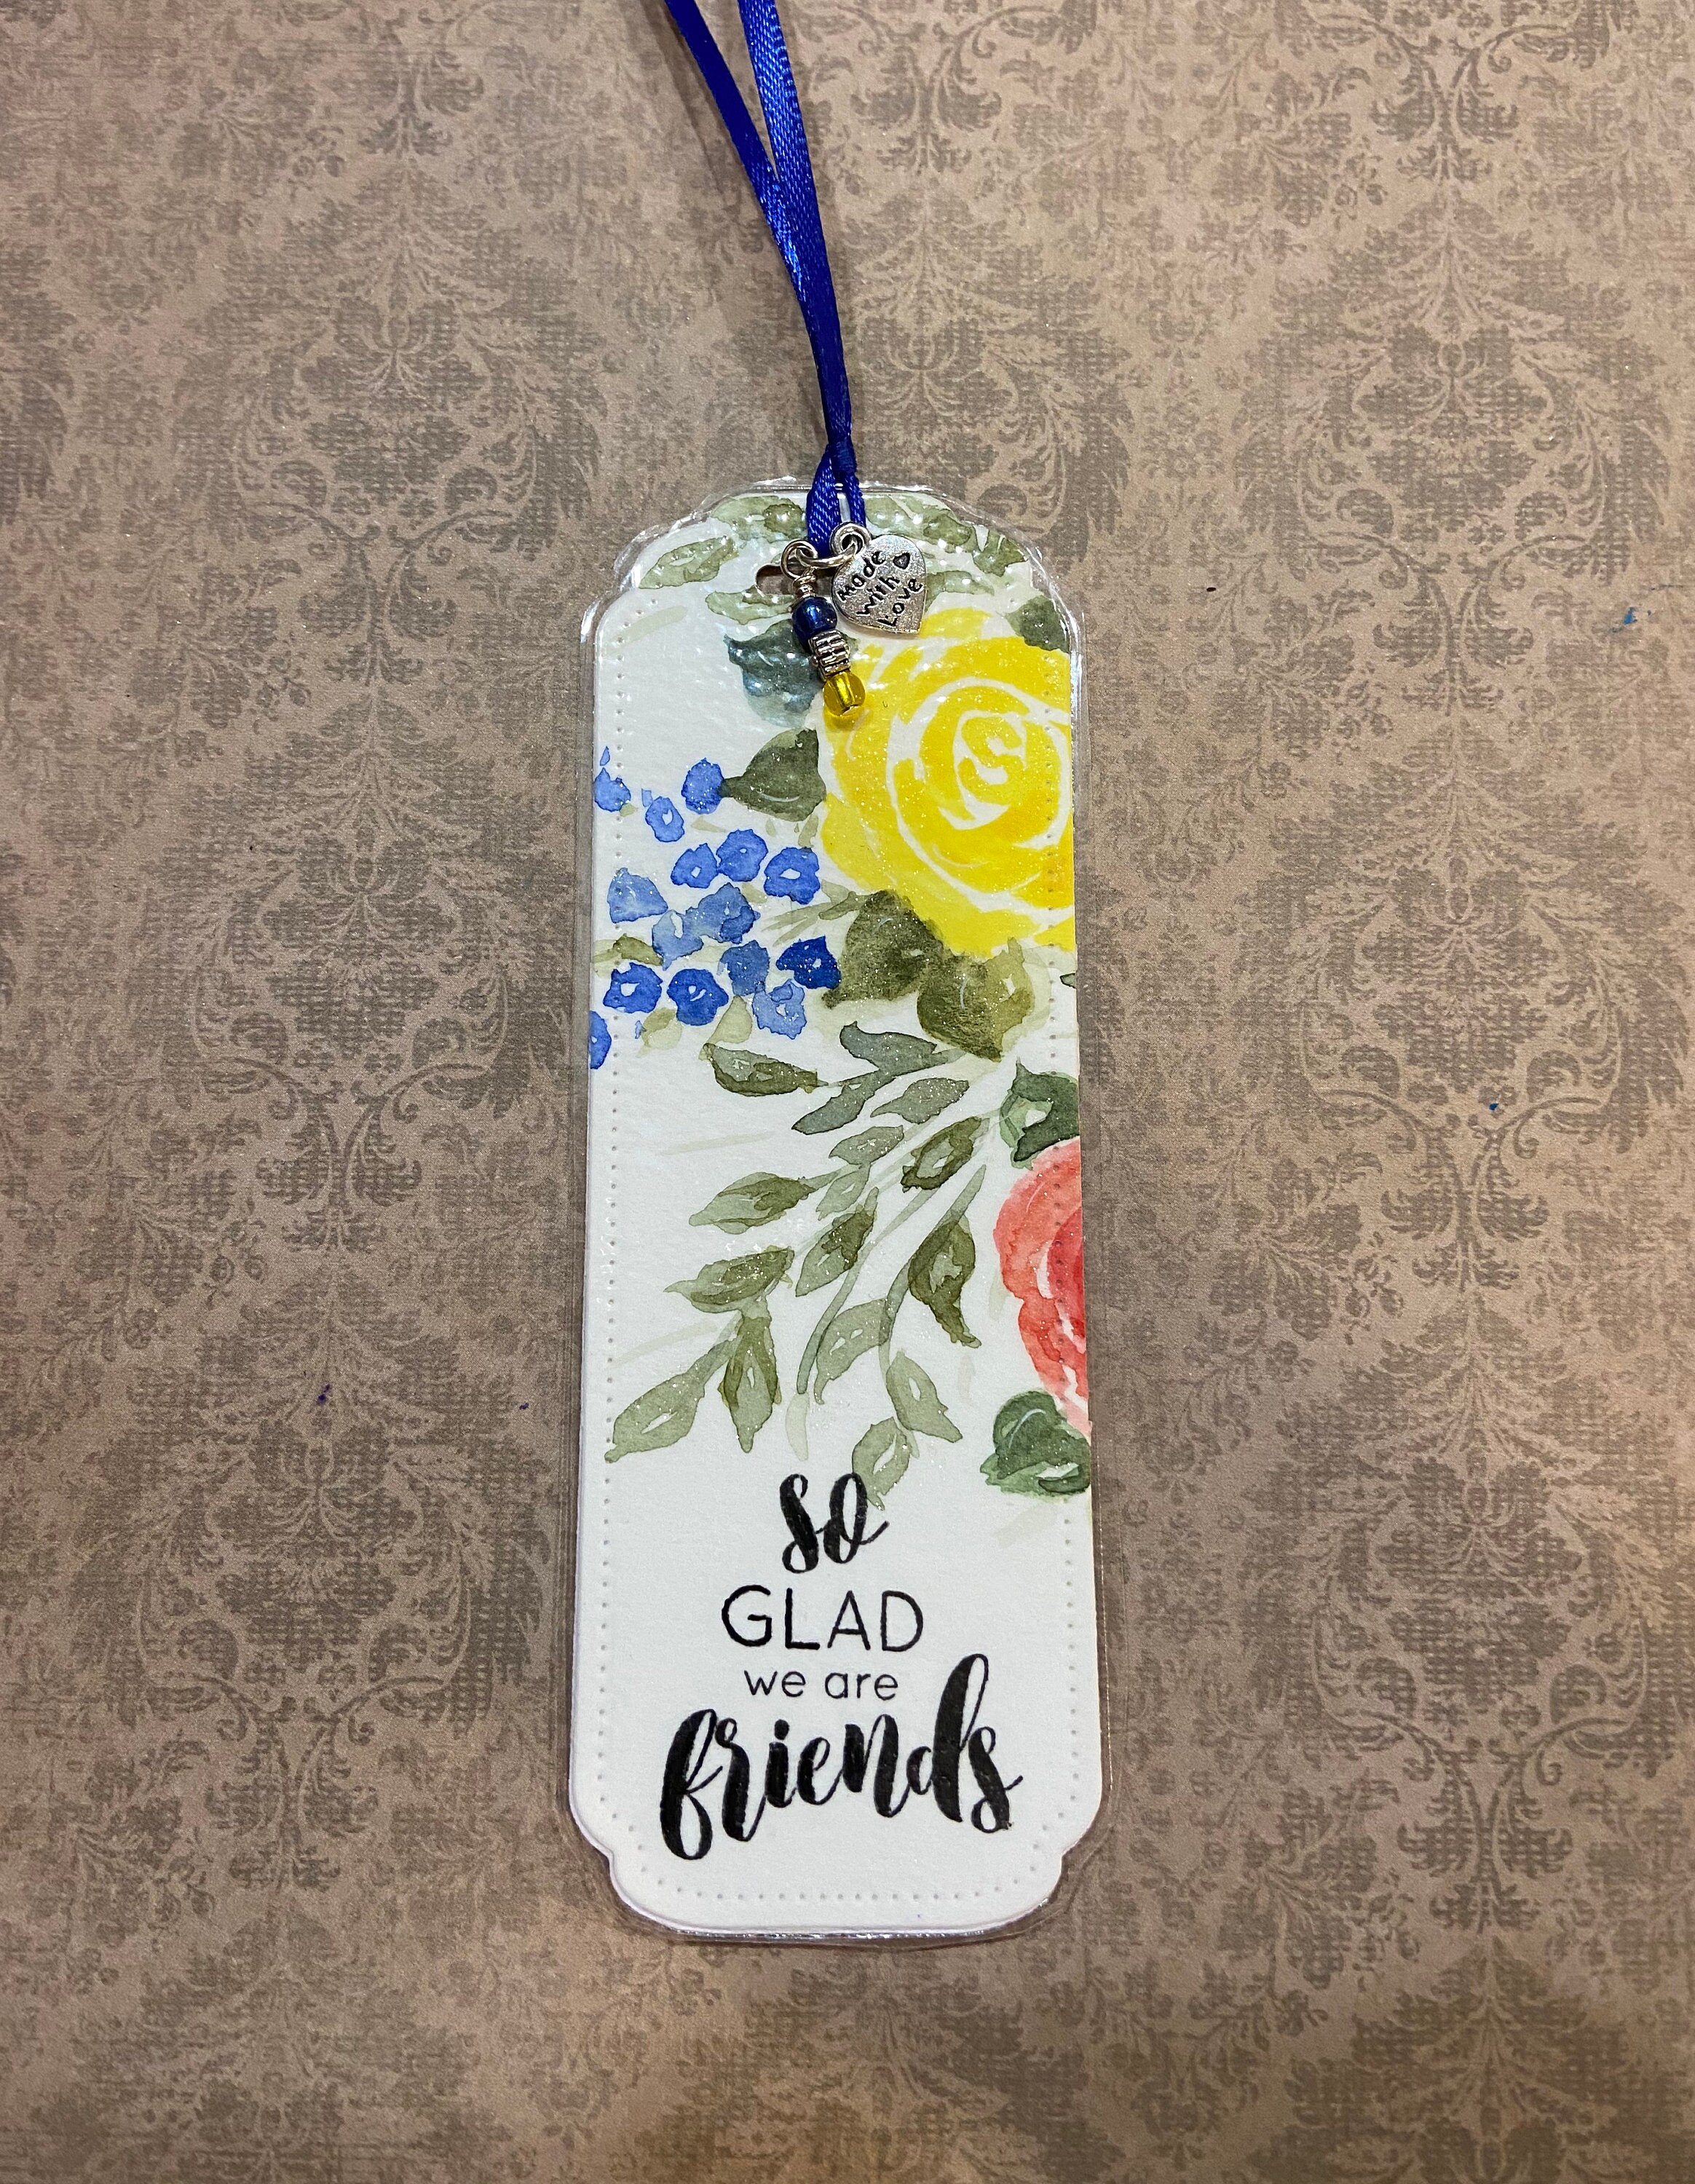 Made
with
Love
so
GLAD
we are
friends